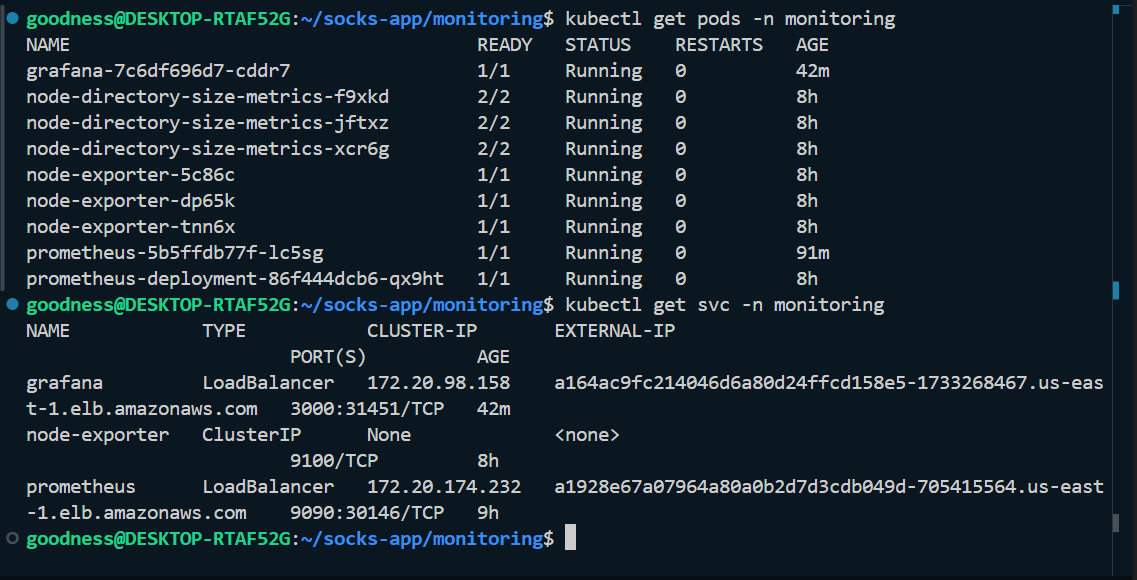 goodness@DESKTOP-RTAF52G:~/socks-app/monitoring$ kubectl get pods -n monitoring
NAME                                     READY   STATUS    RESTARTS   AGE
grafana-7c6df696d7-cddr7                 1/1     Running   0          42m
node-directory-size-metrics-f9xkd        2/2     Running   0          8h
node-directory-size-metrics-jftxz        2/2     Running   0          8h
node-directory-size-metrics-xcr6g        2/2     Running   0          8h
node-exporter-5c86c                      1/1     Running   0          8h
node-exporter-dp65k                      1/1     Running   0          8h
node-exporter-tnn6x                      1/1     Running   0          8h
prometheus-5b5ffdb77f-lc5sg              1/1     Running   0          91m
prometheus-deployment-86f444dcb6-qx9ht   1/1     Running   0          8h
goodness@DESKTOP-RTAF52G:~/socks-app/monitoring$ kubectl get svc -n monitoring
NAME            TYPE           CLUSTER-IP       EXTERNAL-IP
                        PORT(S)          AGE
grafana         LoadBalancer   172.20.98.158    a164ac9fc214046d6a80d24ffcd158e5-1733268467.us-eas
t-1.elb.amazonaws.com   3000:31451/TCP   42m
node-exporter   ClusterIP      None             <none>
                        9100/TCP         8h
prometheus      LoadBalancer   172.20.174.232   a1928e67a07964a80a0b2d7d3cdb049d-705415564.us-east
-1.elb.amazonaws.com    9090:30146/TCP   9h
goodness@DESKTOP-RTAF52G:~/socks-app/monitoring$